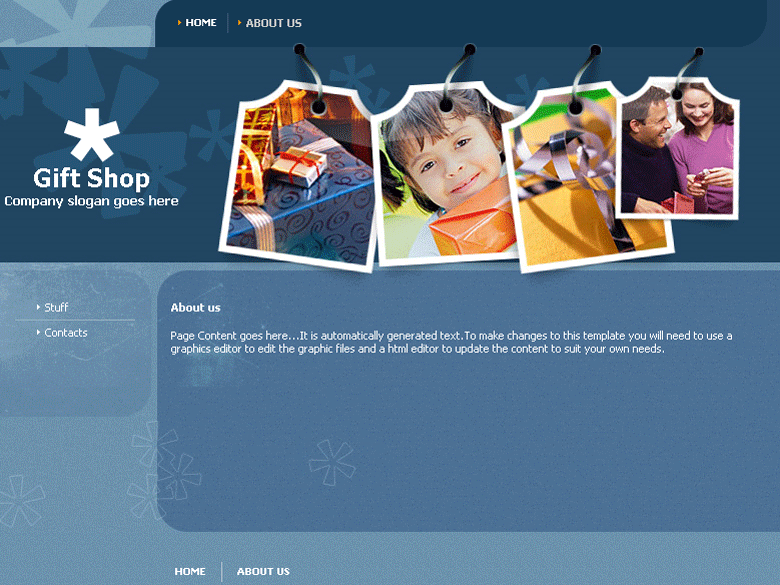 HOME
ABOUT US
Gift Shop
Company slogan goes here
Stuff
Contacts
About us
Page Content goes here...It is automatically generated text.To make changes to this template you will need to use a
graphics editor to edit the graphic files and a html editor to update the content to suit your own needs.
HOME
ABOUT US